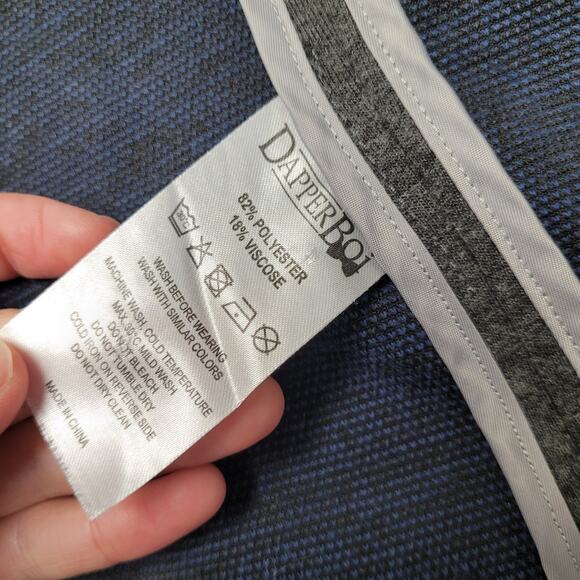 DapperBoi
82% POLYESTER
18% VISCOSE
WASH BEFORE WEARING
WASH WITH SIMILAR COLORS
MACHINE WASH, COLD TEMPERATURE
MAX 30°C MILD WASH
DO NOT BLEACH
DO NOT TUMBLE DRY
COLD IRON ON REVERSE SIDE
DO NOT DRY CLEAN
MADE IN CHINA